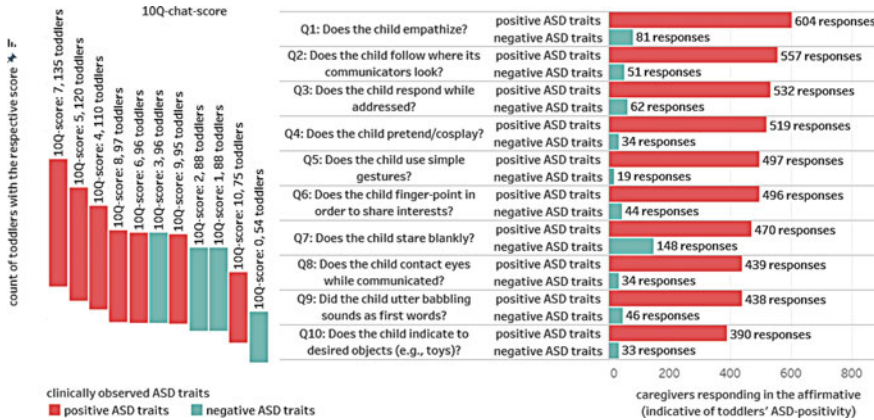 10Q-chat-score
count of toddlers with the respective score
10Q-score: 7, 135 toddlers
10Q-score: 5, 120 toddlers
10Q-score: 4, 110 toddlers
10Q-score: 8, 97 toddlers
10Q-score: 6, 96 toddlers
10Q-score: 3, 96 toddlers
10Q-score: 9, 95 toddlers
10Q-score: 2, 88 toddlers
10Q-score: 1, 88 toddlers
10Q-score: 10, 75 toddlers
10Q-score: 0, 54 toddlers
clinically observed ASD traits
positive ASD traits
negative ASD traits
Q1: Does the child empathize?
positive ASD traits
604 responses
negative ASD traits
81 responses
Q2: Does the child follow where its
communicators look?
positive ASD traits
557 responses
negative ASD traits
51 responses
Q3: Does the child respond while
addressed?
positive ASD traits
532 responses
negative ASD traits
62 responses
Q4: Does the child pretend/cosplay?
positive ASD traits
519 responses
negative ASD traits
34 responses
Q5: Does the child use simple
gestures?
positive ASD traits
497 responses
negative ASD traits
19 responses
Q6: Does the child finger-point in
order to share interests?
positive ASD traits
496 responses
negative ASD traits
44 responses
Q7: Does the child stare blankly?
positive ASD traits
470 responses
negative ASD traits
148 responses
Q8: Does the child contact eyes
while communicated?
positive ASD traits
439 responses
negative ASD traits
34 responses
Q9: Did the child utter babbling
sounds as first words?
positive ASD traits
438 responses
negative ASD traits
46 responses
Q10: Does the child indicate to
desired objects (e.g., toys)?
positive ASD traits
390 responses
negative ASD traits
33 responses
0 200 400 600 800
caregivers responding in the affirmative
(indicative of toddlers' ASD-positivity)